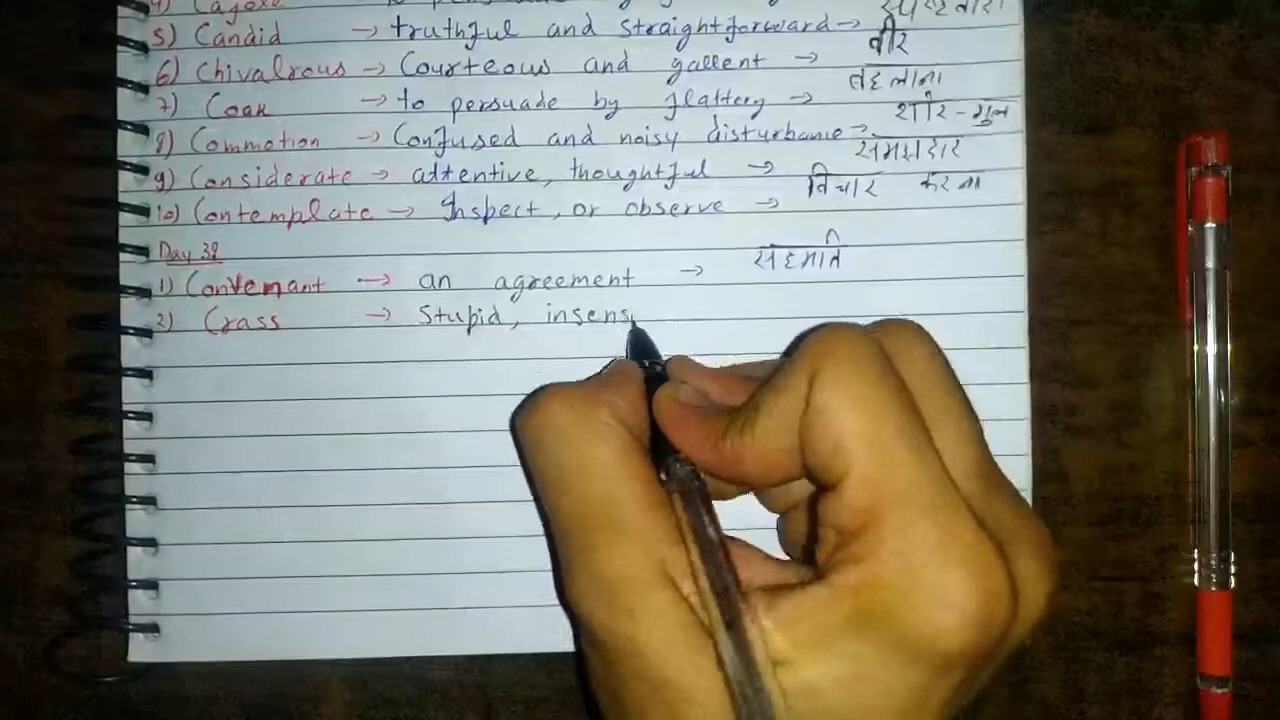 5) Candid → truthful and straightforward →
6) Chivalrous → Courteous and gallent → वीर
7) Coax → to persuade by flattery → बहलाना
8) Commotion → Confused and noisy disturbance → शोर-गुल
9) Considerate → attentive, thoughtful → समझदार
10) Contemplate → Inspect, or observe → विचार करना
Day 38
1) Convemant → an agreement → सहमति
2) Crass → Stupid, insens